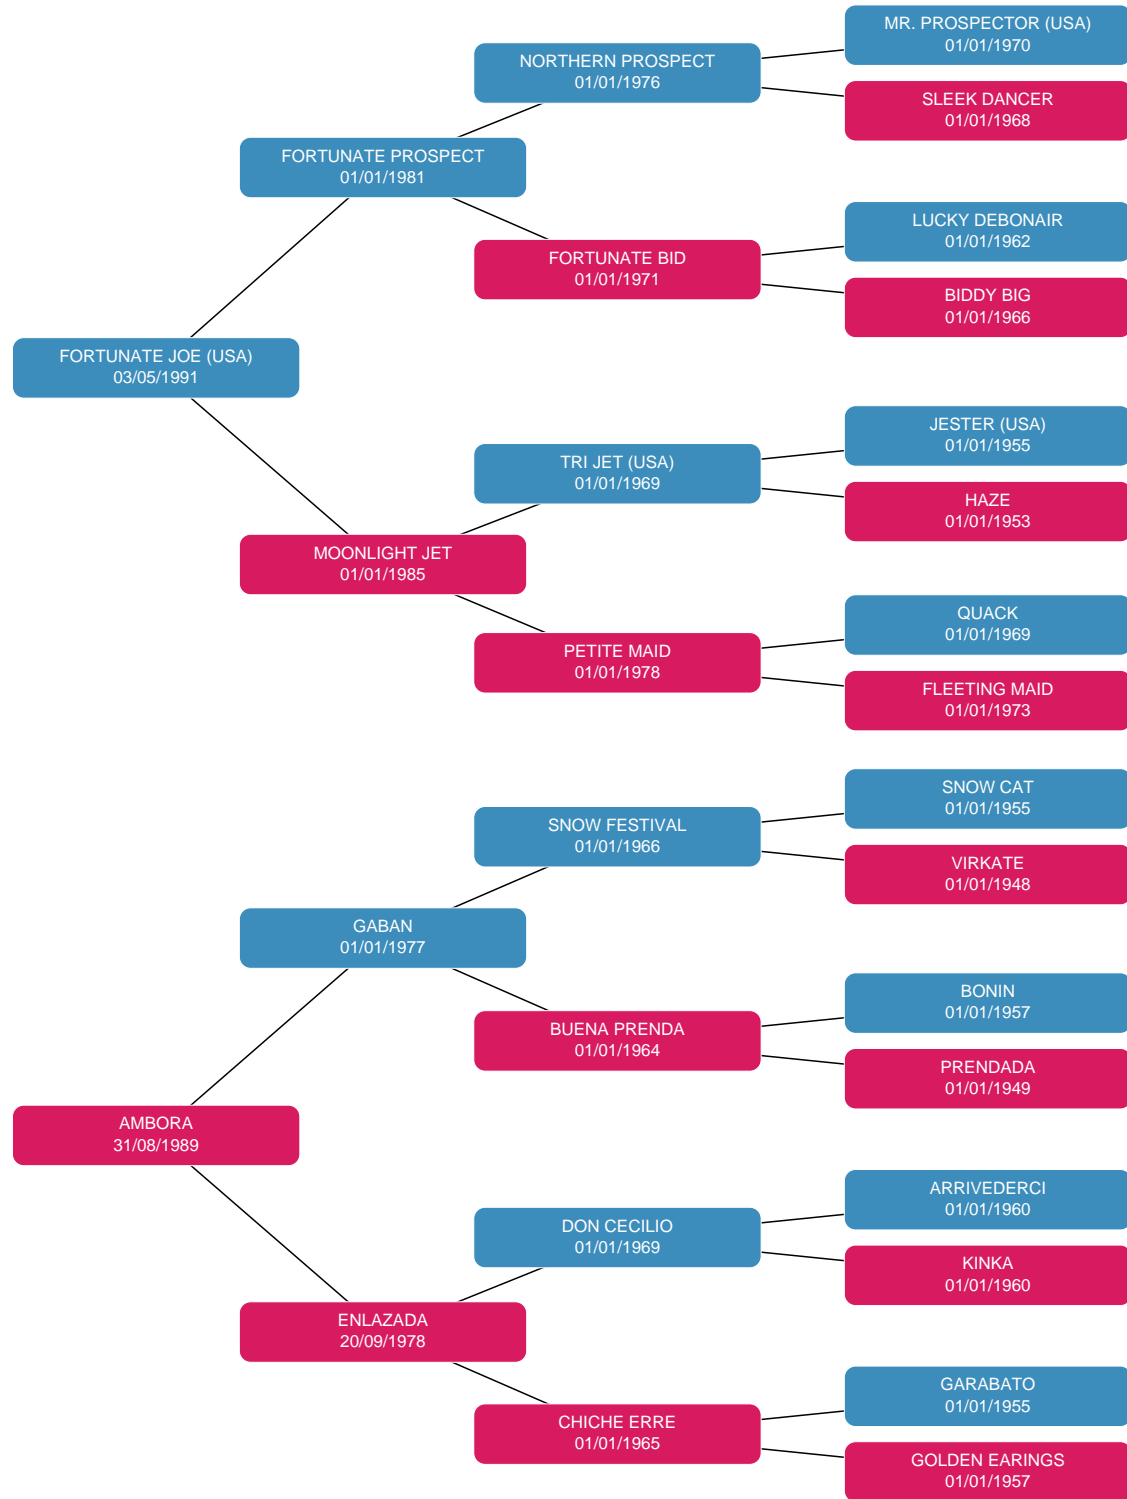 MR. PROSPECTOR (USA)
01/01/1970
NORTHERN PROSPECT
01/01/1976
SLEEK DANCER
01/01/1968
FORTUNATE PROSPECT
01/01/1981
LUCKY DEBONAIR
01/01/1962
FORTUNATE BID
01/01/1971
BIDDY BIG
01/01/1966
FORTUNATE JOE (USA)
03/05/1991
JESTER (USA)
01/01/1955
TRI JET (USA)
01/01/1969
HAZE
01/01/1953
MOONLIGHT JET
01/01/1985
QUACK
01/01/1969
PETITE MAID
01/01/1978
FLEETING MAID
01/01/1973
SNOW CAT
01/01/1955
SNOW FESTIVAL
01/01/1966
VIRKATE
01/01/1948
GABAN
01/01/1977
BONIN
01/01/1957
BUENA PRENDA
01/01/1964
PRENDADA
01/01/1949
AMBORA
31/08/1989
ARRIVEDERCI
01/01/1960
DON CECILIO
01/01/1969
KINKA
01/01/1960
ENLAZADA
20/09/1978
GARABATO
01/01/1955
CHICHE ERRE
01/01/1965
GOLDEN EARINGS
01/01/1957